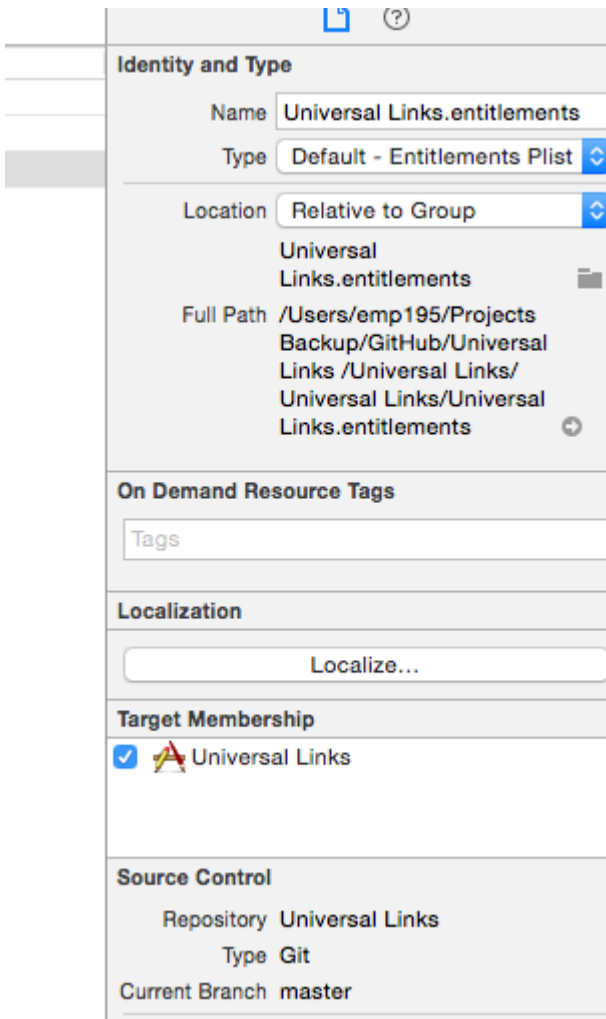 Identity and Type
Name Universal Links.entitlements
Type Default - Entitlements Plist
Location Relative to Group
Universal
Links.entitlements
Full Path /Users/emp195/Projects
Backup/GitHub/Universal
Links /Universal Links/
Universal Links/Universal
Links.entitlements
On Demand Resource Tags
Tags
Localization
Localize...
Target Membership
Universal Links
Source Control
Repository Universal Links
Type Git
Current Branch master